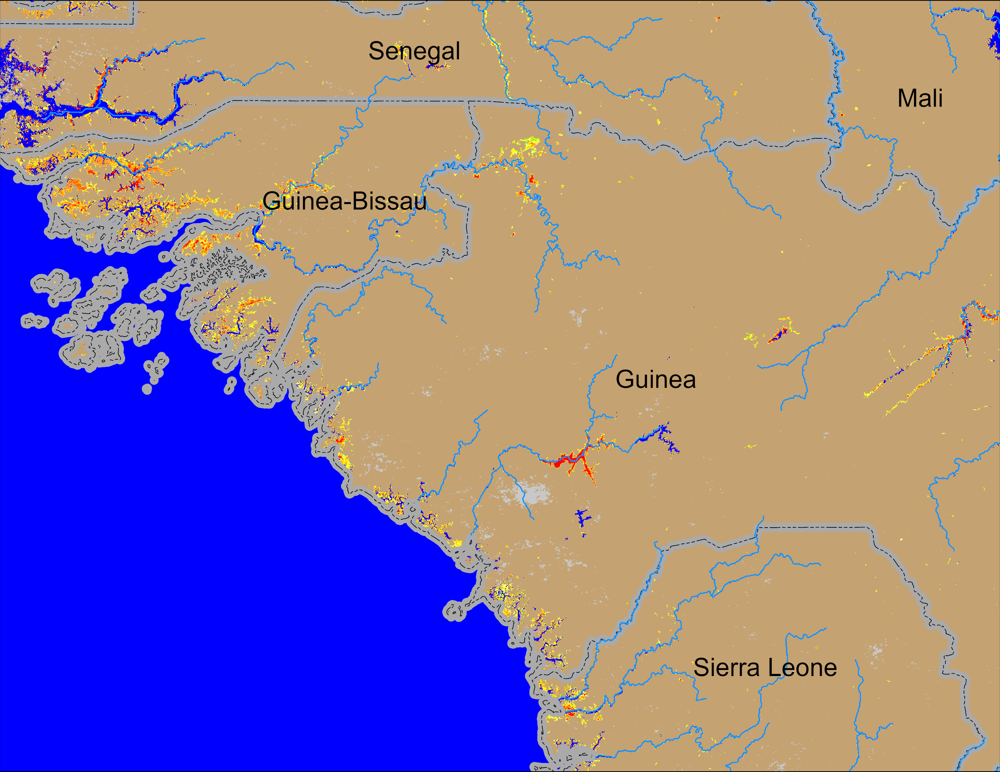 Senegal
Mali
Guinea-Bissau
Guinea
Sierra Leone